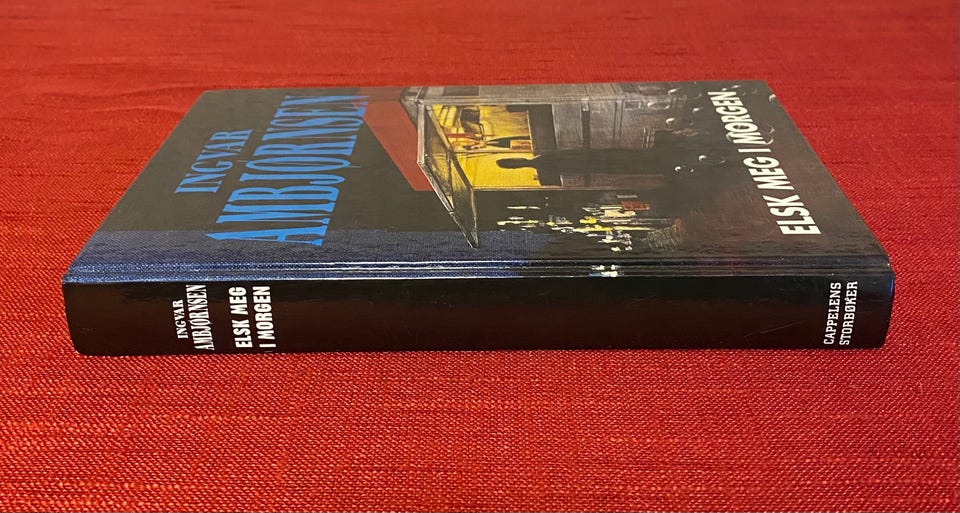 INGVAR
AMBJØRNSEN
ELSK MEG I MORGEN
INGVAR
AMBJØRNSEN
ELSK MEG
I MORGEN
CAPPELENS
STORBØKER